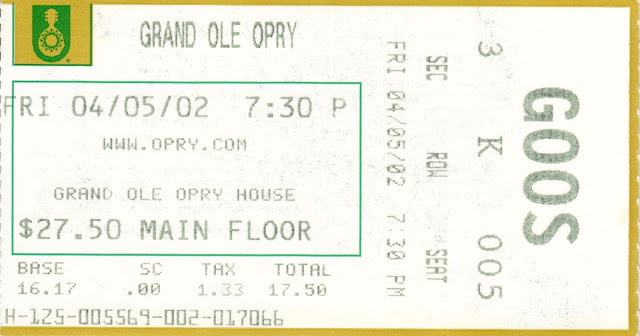 GRAND OLE OPRY
FRI 04/05/02 7:30 P
WWW.OPRY.COM
GRAND OLE OPRY HOUSE
$27.50 MAIN FLOOR
BASE SC TAX TOTAL
16.17 .00 1.33 17.50
H-125-005569-002-017066
FRI 04/05/02 7:30 PM
SEC ROW SEAT
3 K 005
GOOS